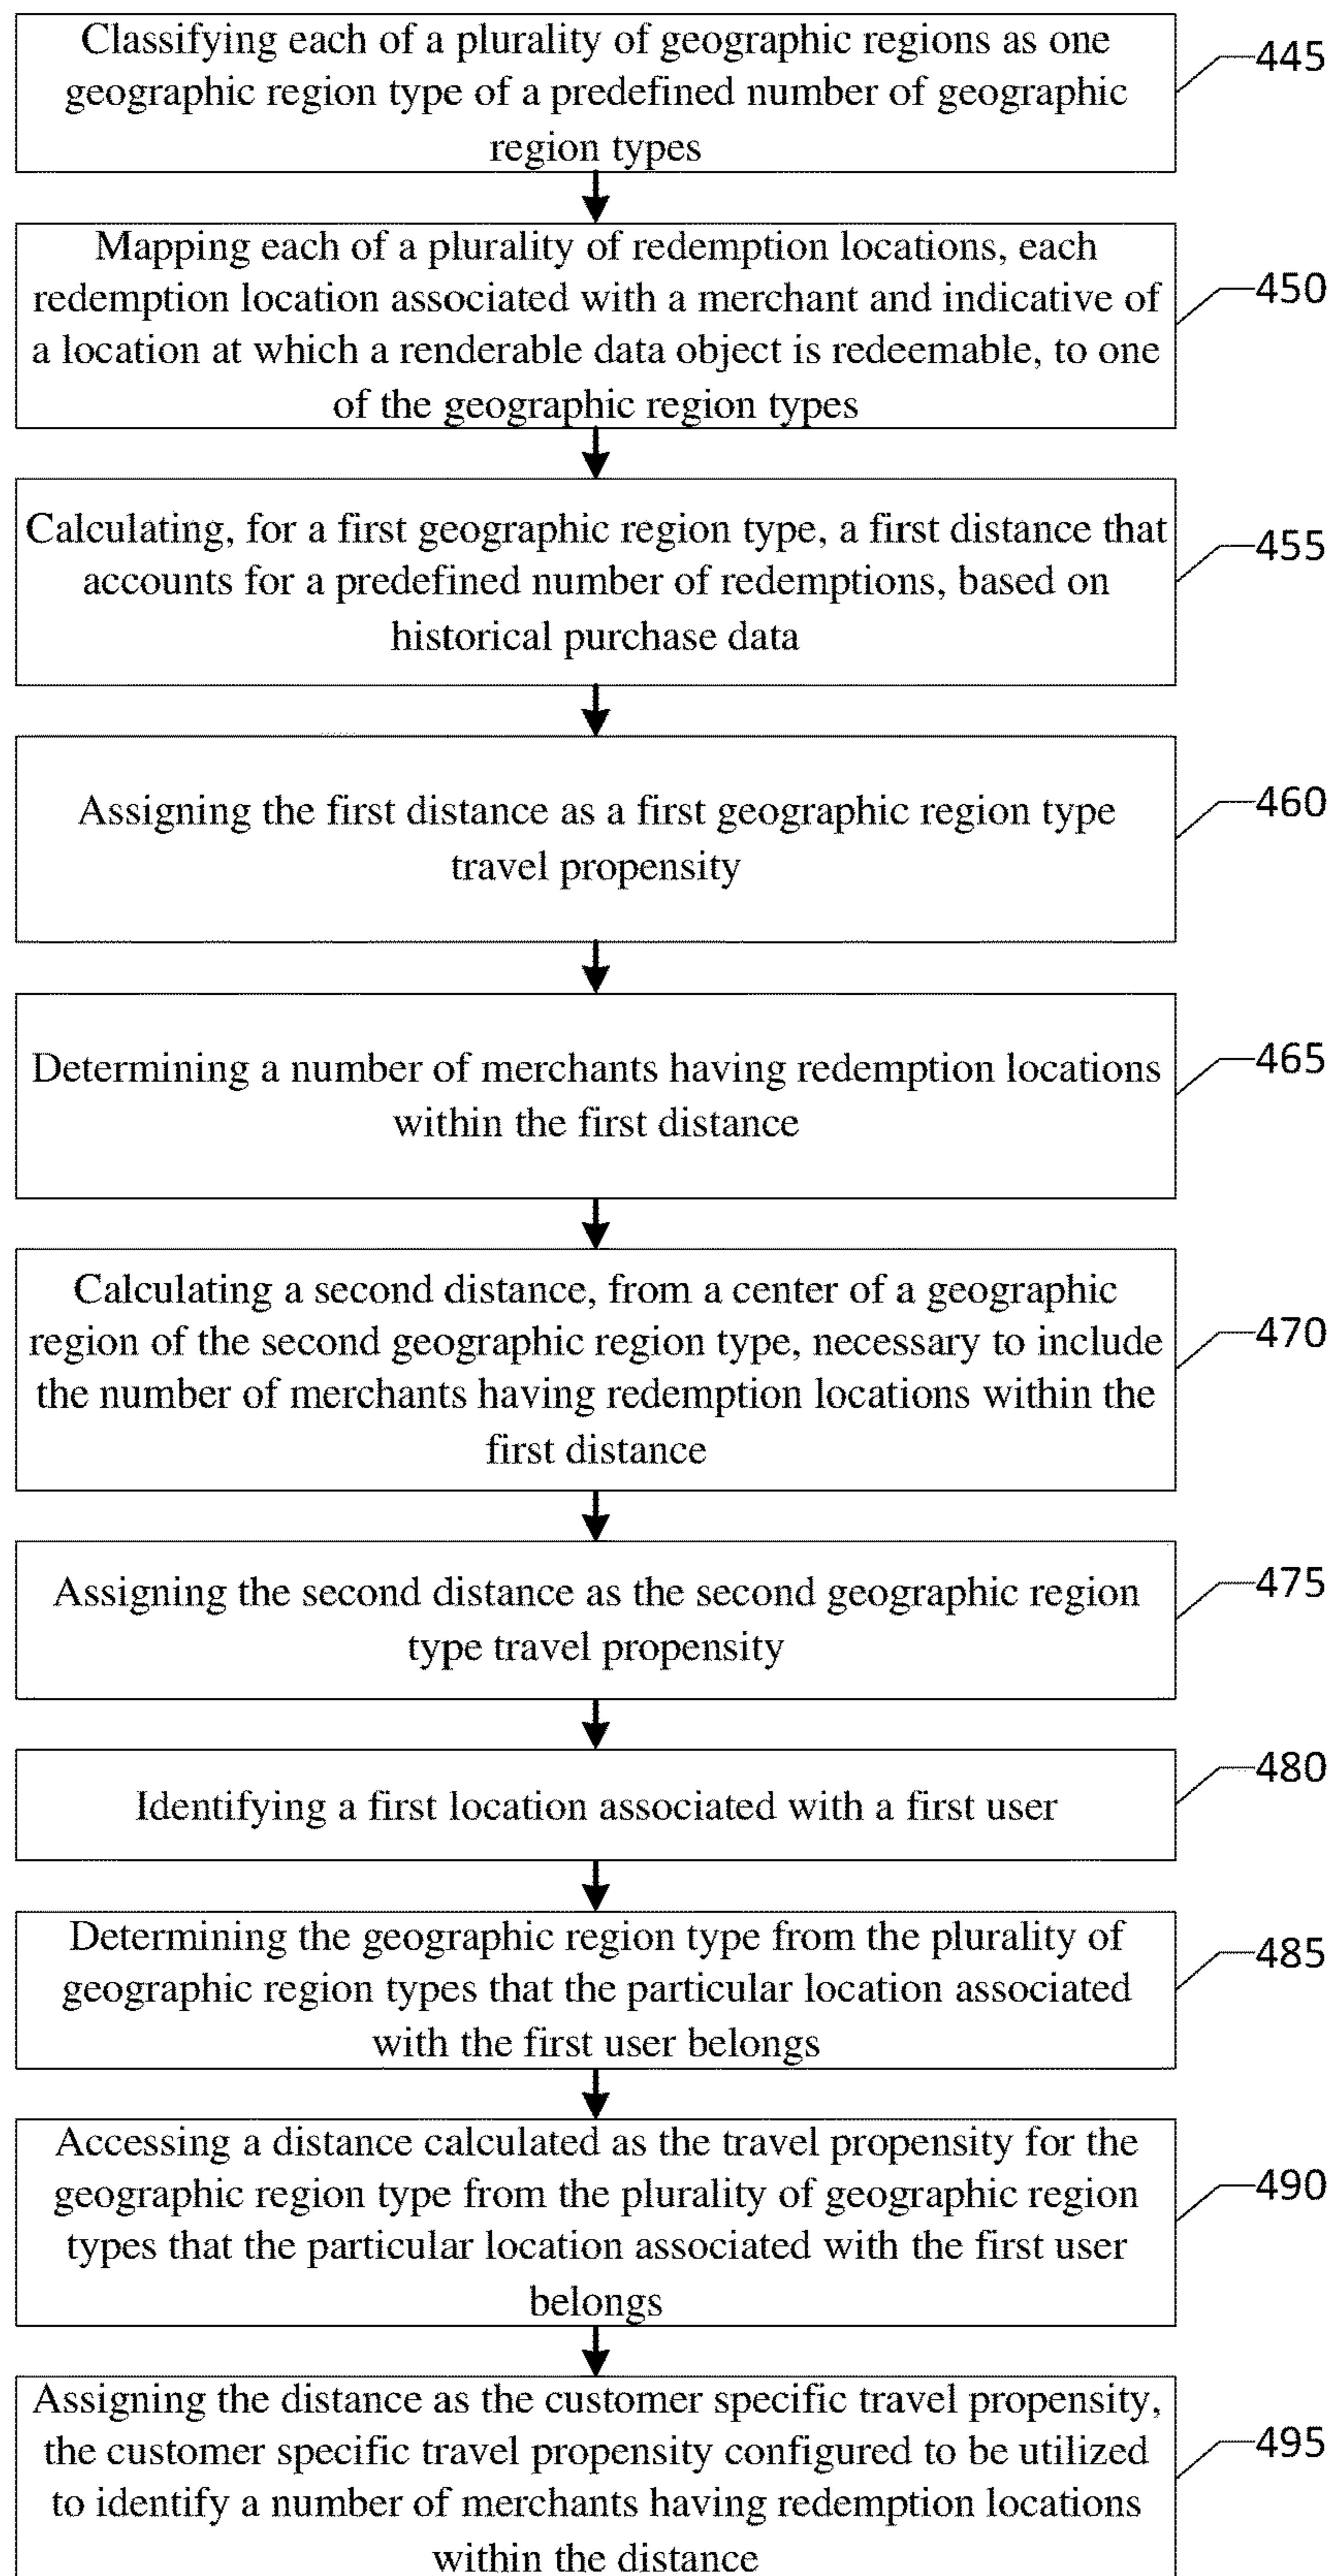 Classifying each of a plurality of geographic regions as one
geographic region type of a predefined number of geographic
region types
445
Mapping each of a plurality of redemption locations, each
redemption location associated with a merchant and indicative of
a location at which a renderable data object is redeemable, to one
of the geographic region types
450
Calculating, for a first geographic region type, a first distance that
accounts for a predefined number of redemptions, based on
historical purchase data
455
Assigning the first distance as a first geographic region type
travel propensity
460
Determining a number of merchants having redemption locations
within the first distance
465
Calculating a second distance, from a center of a geographic
region of the second geographic region type, necessary to include
the number of merchants having redemption locations within the
first distance
470
Assigning the second distance as the second geographic region
type travel propensity
475
Identifying a first location associated with a first user
480
Determining the geographic region type from the plurality of
geographic region types that the particular location associated
with the first user belongs
485
Accessing a distance calculated as the travel propensity for the
geographic region type from the plurality of geographic region
types that the particular location associated with the first user
belongs
490
Assigning the distance as the customer specific travel propensity,
the customer specific travel propensity configured to be utilized
to identify a number of merchants having redemption locations
within the distance
495